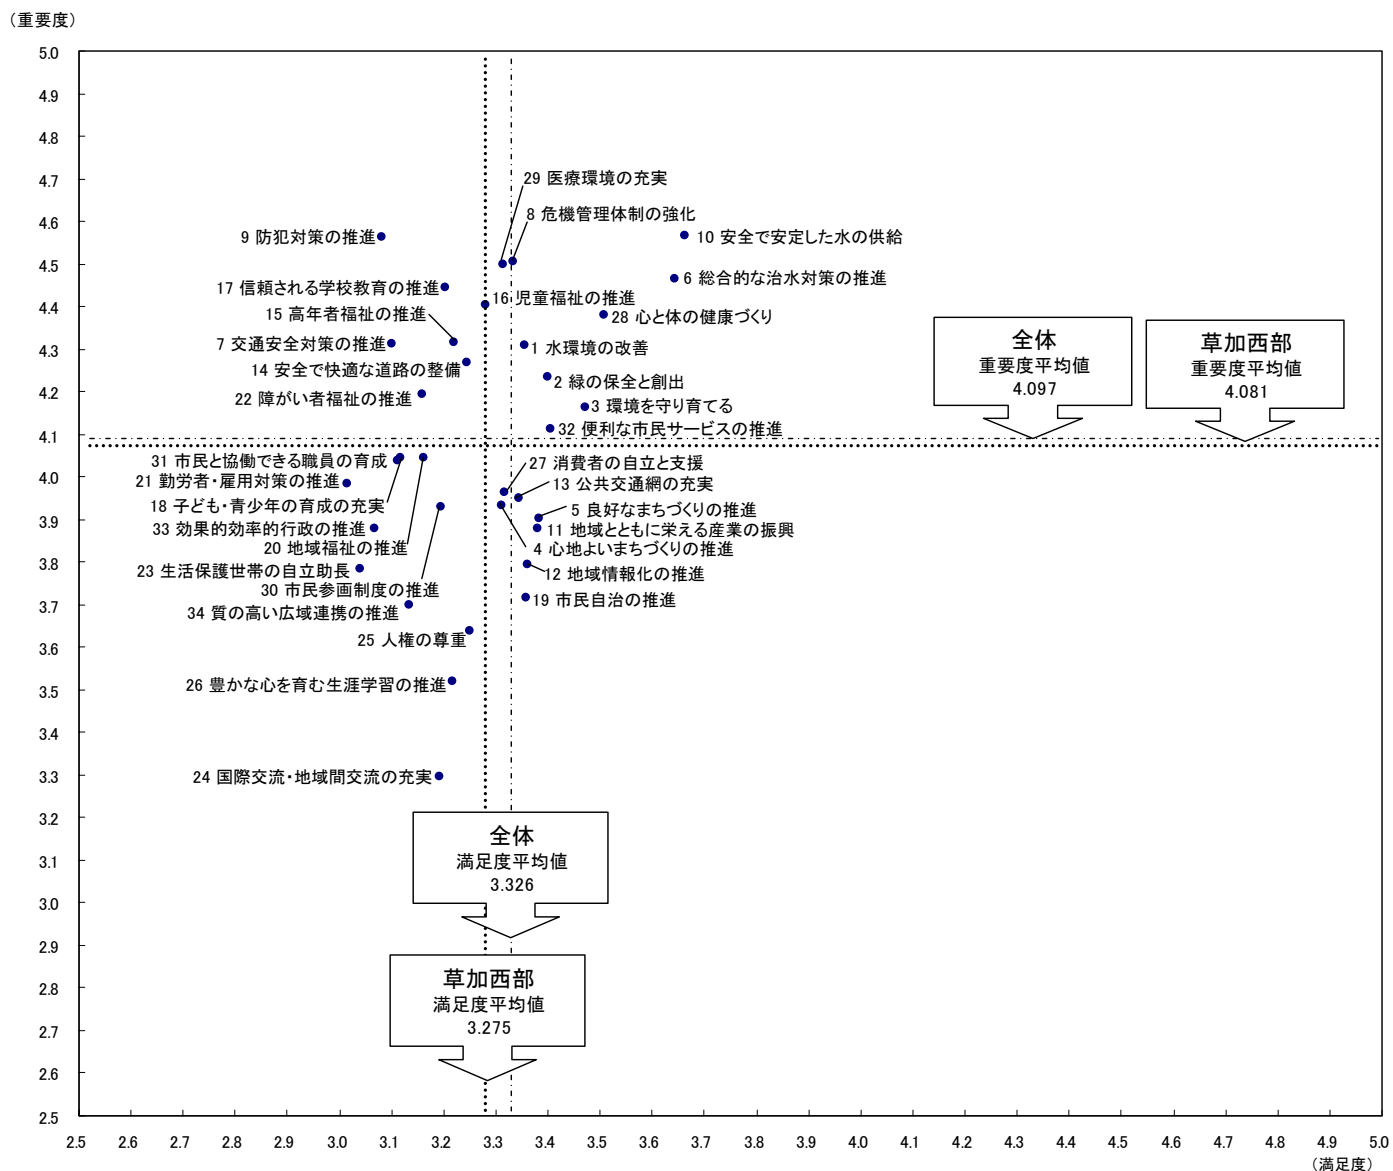 (重要度)
5.0
4.9
4.8
4.7
4.6
4.5
4.4
4.3
4.2
4.1
4.0
3.9
3.8
3.7
3.6
3.5
3.4
3.3
3.2
3.1
3.0
2.9
2.8
2.7
2.6
2.5
29 医療環境の充実
8 危機管理体制の強化
9 防犯対策の推進
10 安全で安定した水の供給
6 総合的な治水対策の推進
17 信頼される学校教育の推進
16 児童福祉の推進
15 高年者福祉の推進
28 心と体の健康づくり
7 交通安全対策の推進
1 水環境の改善
14 安全で快適な道路の整備
2 緑の保全と創出
22 障がい者福祉の推進
3 環境を守り育てる
32 便利な市民サービスの推進
全体
重要度平均値
4.097
草加西部
重要度平均値
4.081
31 市民と協働できる職員の育成
27 消費者の自立と支援
21 勤労者・雇用対策の推進
13 公共交通網の充実
18 子ども・青少年の育成の充実
5 良好なまちづくりの推進
33 効果的効率的行政の推進
11 地域とともに栄える産業の振興
20 地域福祉の推進
4 心地よいまちづくりの推進
23 生活保護世帯の自立助長
12 地域情報化の推進
30 市民参画制度の推進
19 市民自治の推進
34 質の高い広域連携の推進
25 人権の尊重
26 豊かな心を育む生涯学習の推進
24 国際交流・地域間交流の充実
全体
満足度平均値
3.326
草加西部
満足度平均値
3.275
2.5 2.6 2.7 2.8 2.9 3.0 3.1 3.2 3.3 3.4 3.5 3.6 3.7 3.8 3.9 4.0 4.1 4.2 4.3 4.4 4.5 4.6 4.7 4.8 4.9 5.0
(満足度)